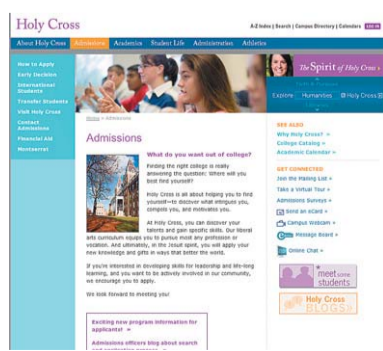 Holy Cross
A-Z Index | Search | Campus Directory | Calendars
About Holy Cross Admissions Academics Student Life Administration Athletics
How to Apply
Early Decision
International
Students
Transfer Students
Visit Holy Cross
Contact
Admissions
Financial Aid
Montserrat
The Spirit of Holy Cross »
Explore Humanities @ Holy Cross
Home > Admissions
Admissions
What do you want out of college?
Finding the right college is really
answering the question: Where will you
best find yourself?
Holy Cross is all about helping you to find
yourself—to discover what intrigues you,
compels you, and motivates you.
At Holy Cross, you can discover your
talents and gain specific skills. Our liberal
arts curriculum equips you to pursue most any profession or
vocation. And ultimately, in the Jesuit spirit, you will apply your
new knowledge and gifts in ways that better the world.
If you're interested in developing skills for leadership and life-long
learning, and you want to be actively involved in our community,
we encourage you to apply.
We look forward to meeting you!
Exciting new program information for
applicants! »
Admissions officers blog about search
SEE ALSO
Why Holy Cross? »
College Catalog »
Academic Calendar »
GET CONNECTED
Join the Mailing List »
Take a Virtual Tour »
Admissions Surveys »
Send an eCard »
Campus Webcam »
Message Board »
Online Chat »
meet some
students
Holy Cross
BLOGS »